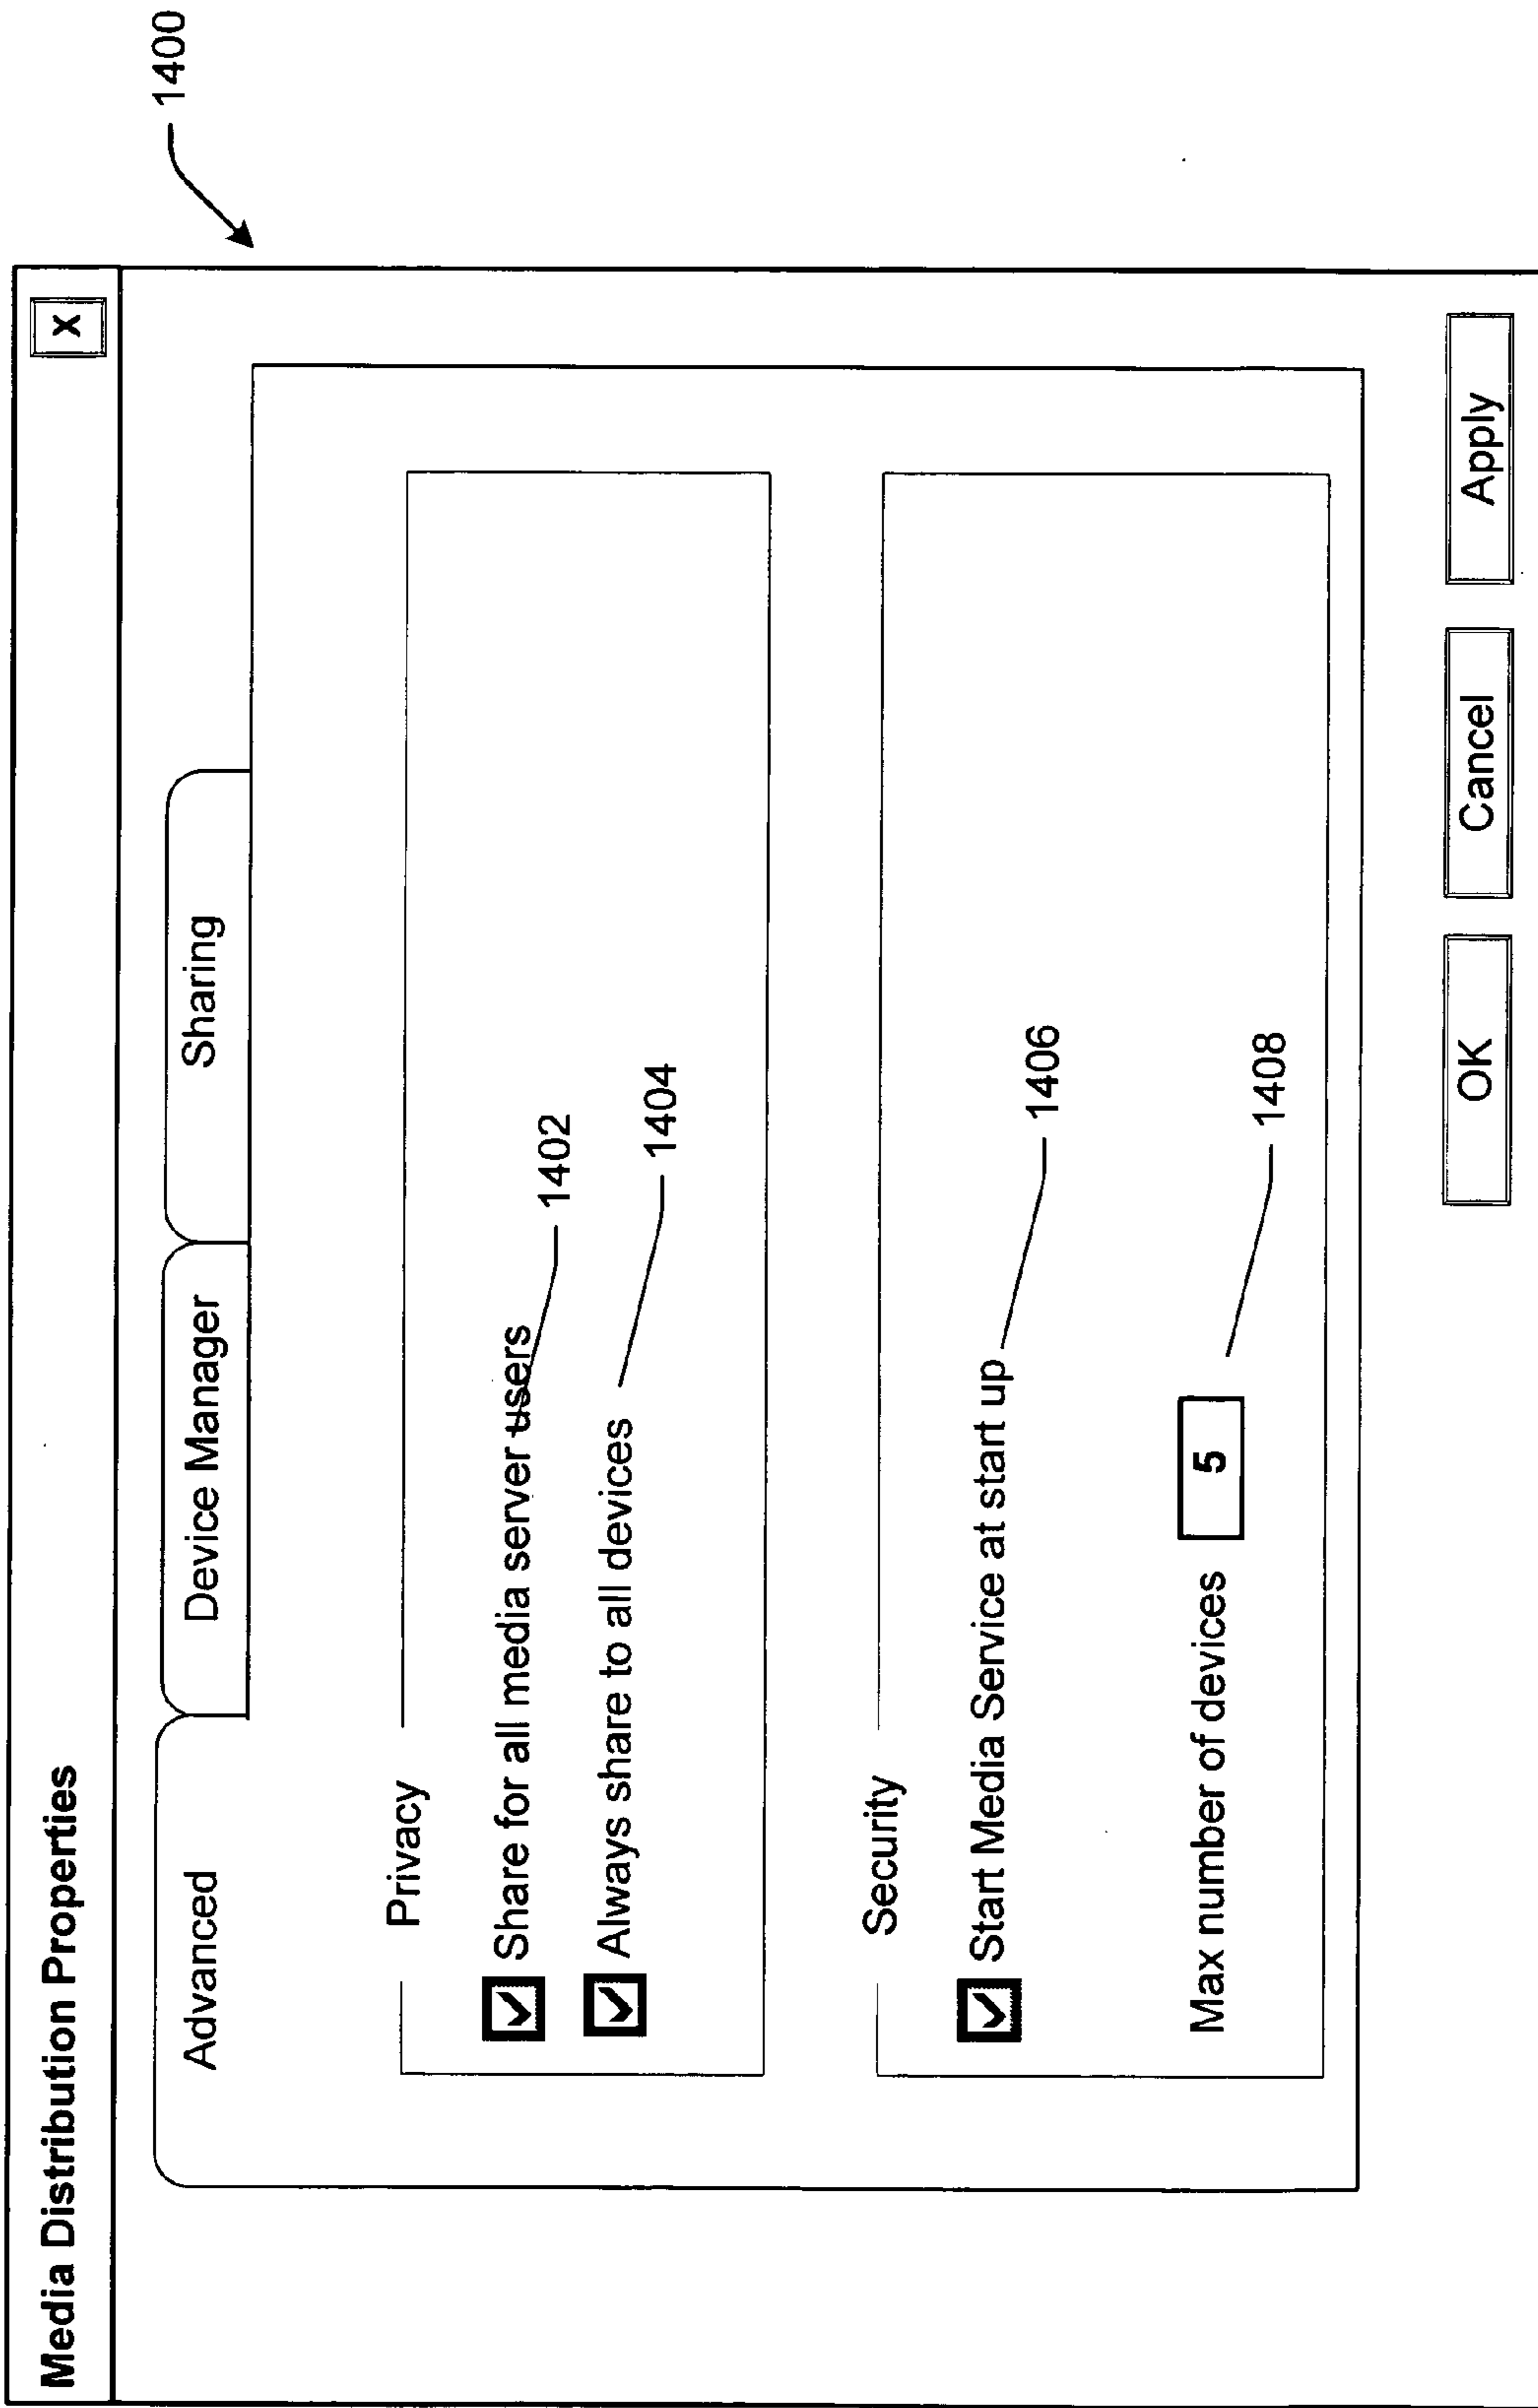 1400
Media Distribution Properties X
Advanced Device Manager Sharing
Privacy
Share for all media server users
1402
Always share to all devices
1404
Security
Start Media Service at start up
1406
Max number of devices 5
1408
OK Cancel Apply